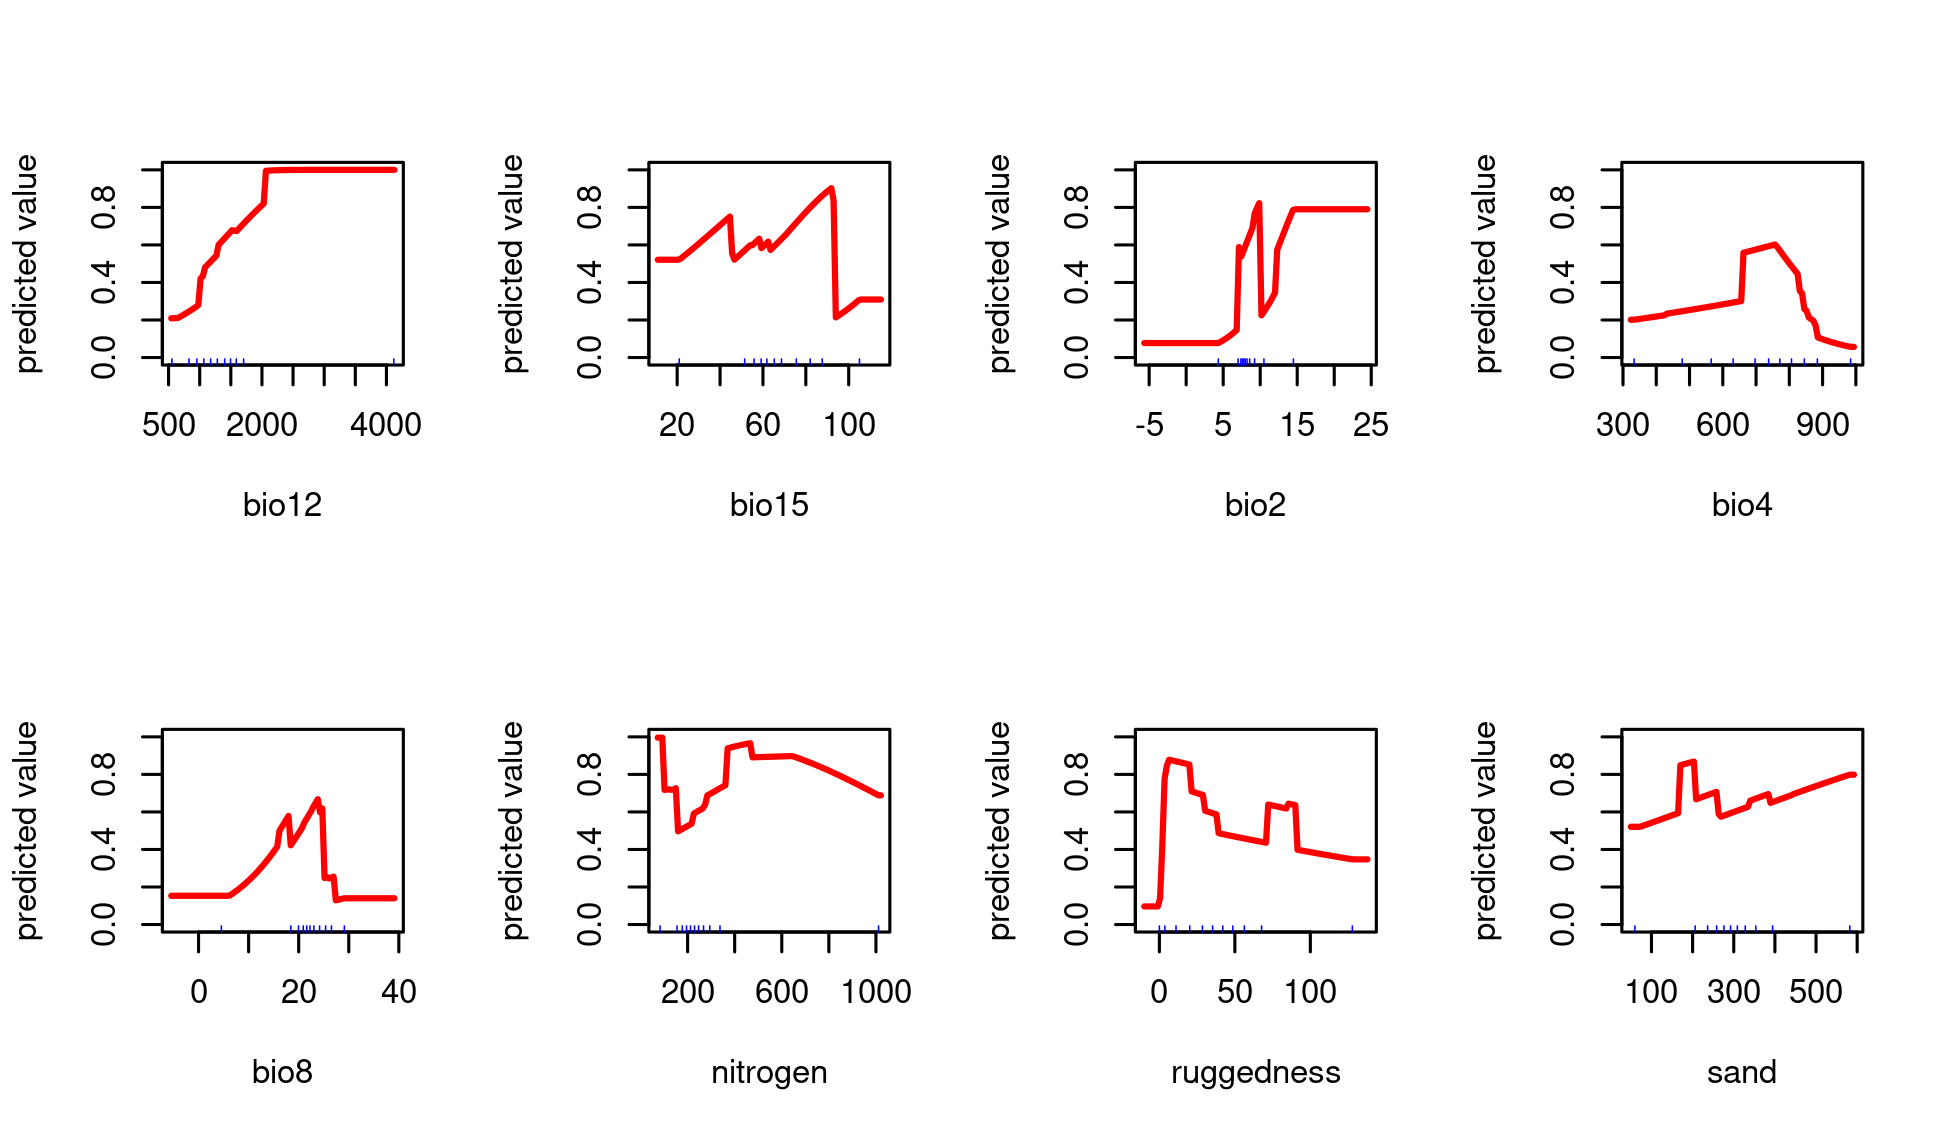 predicted value
0.0 0.4 0.8
500 2000 4000
bio12
predicted value
0.0 0.4 0.8
20 60 100
bio15
predicted value
0.0 0.4 0.8
-5 5 15 25
bio2
predicted value
0.0 0.4 0.8
300 600 900
bio4
predicted value
0.0 0.4 0.8
0 20 40
bio8
predicted value
0.0 0.4 0.8
200 600 1000
nitrogen
predicted value
0.0 0.4 0.8
0 50 100
ruggedness
predicted value
0.0 0.4 0.8
100 300 500
sand